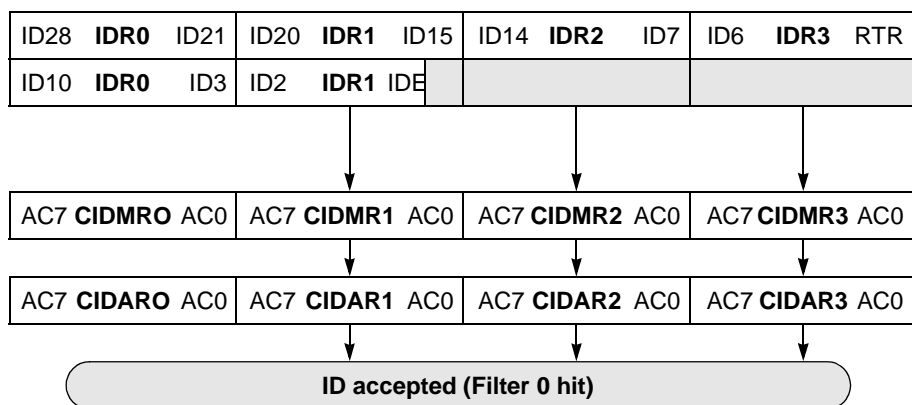 ID28 IDR0 ID21 ID20 IDR1 ID15 ID14 IDR2 ID7 ID6 IDR3 RTR
ID10 IDR0 ID3 ID2 IDR1 IDE
AC7 CIDMRO AC0 AC7 CIDMR1 AC0 AC7 CIDMR2 AC0 AC7 CIDMR3 AC0
AC7 CIDARO AC0 AC7 CIDAR1 AC0 AC7 CIDAR2 AC0 AC7 CIDAR3 AC0
ID accepted (Filter 0 hit)